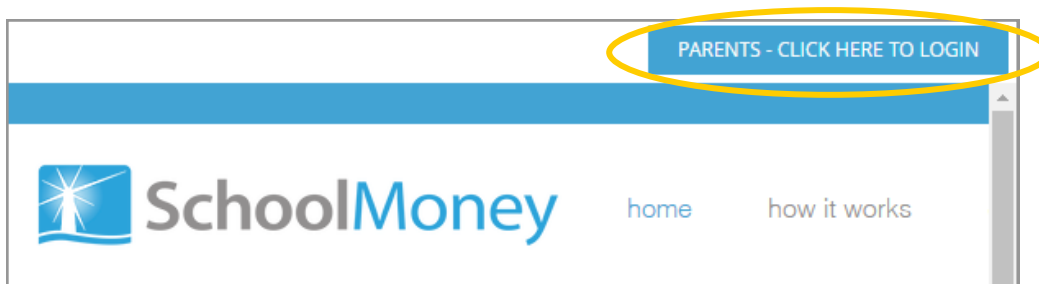 PARENTS - CLICK HERE TO LOGIN
SchoolMoney
home
how it works